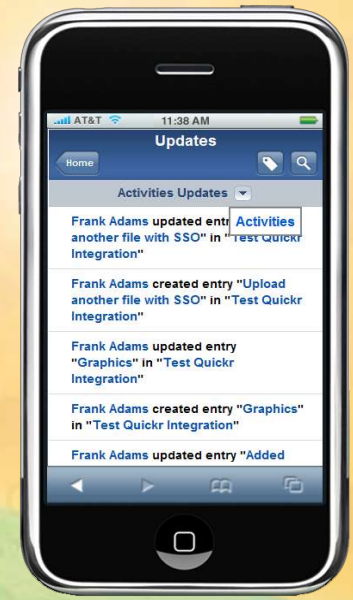 AT&T 11:38 AM
Updates
Home
Activities Updates
Activities
Frank Adams updated entr
another file with SSO" in "Test Quickr
Integration"
Frank Adams created entry "Upload
another file with SSO" in "Test Quickr
Integration"
Frank Adams updated entry
"Graphics" in "Test Quickr
Integration"
Frank Adams created entry "Graphics"
in "Test Quickr Integration"
Frank Adams updated entry "Added